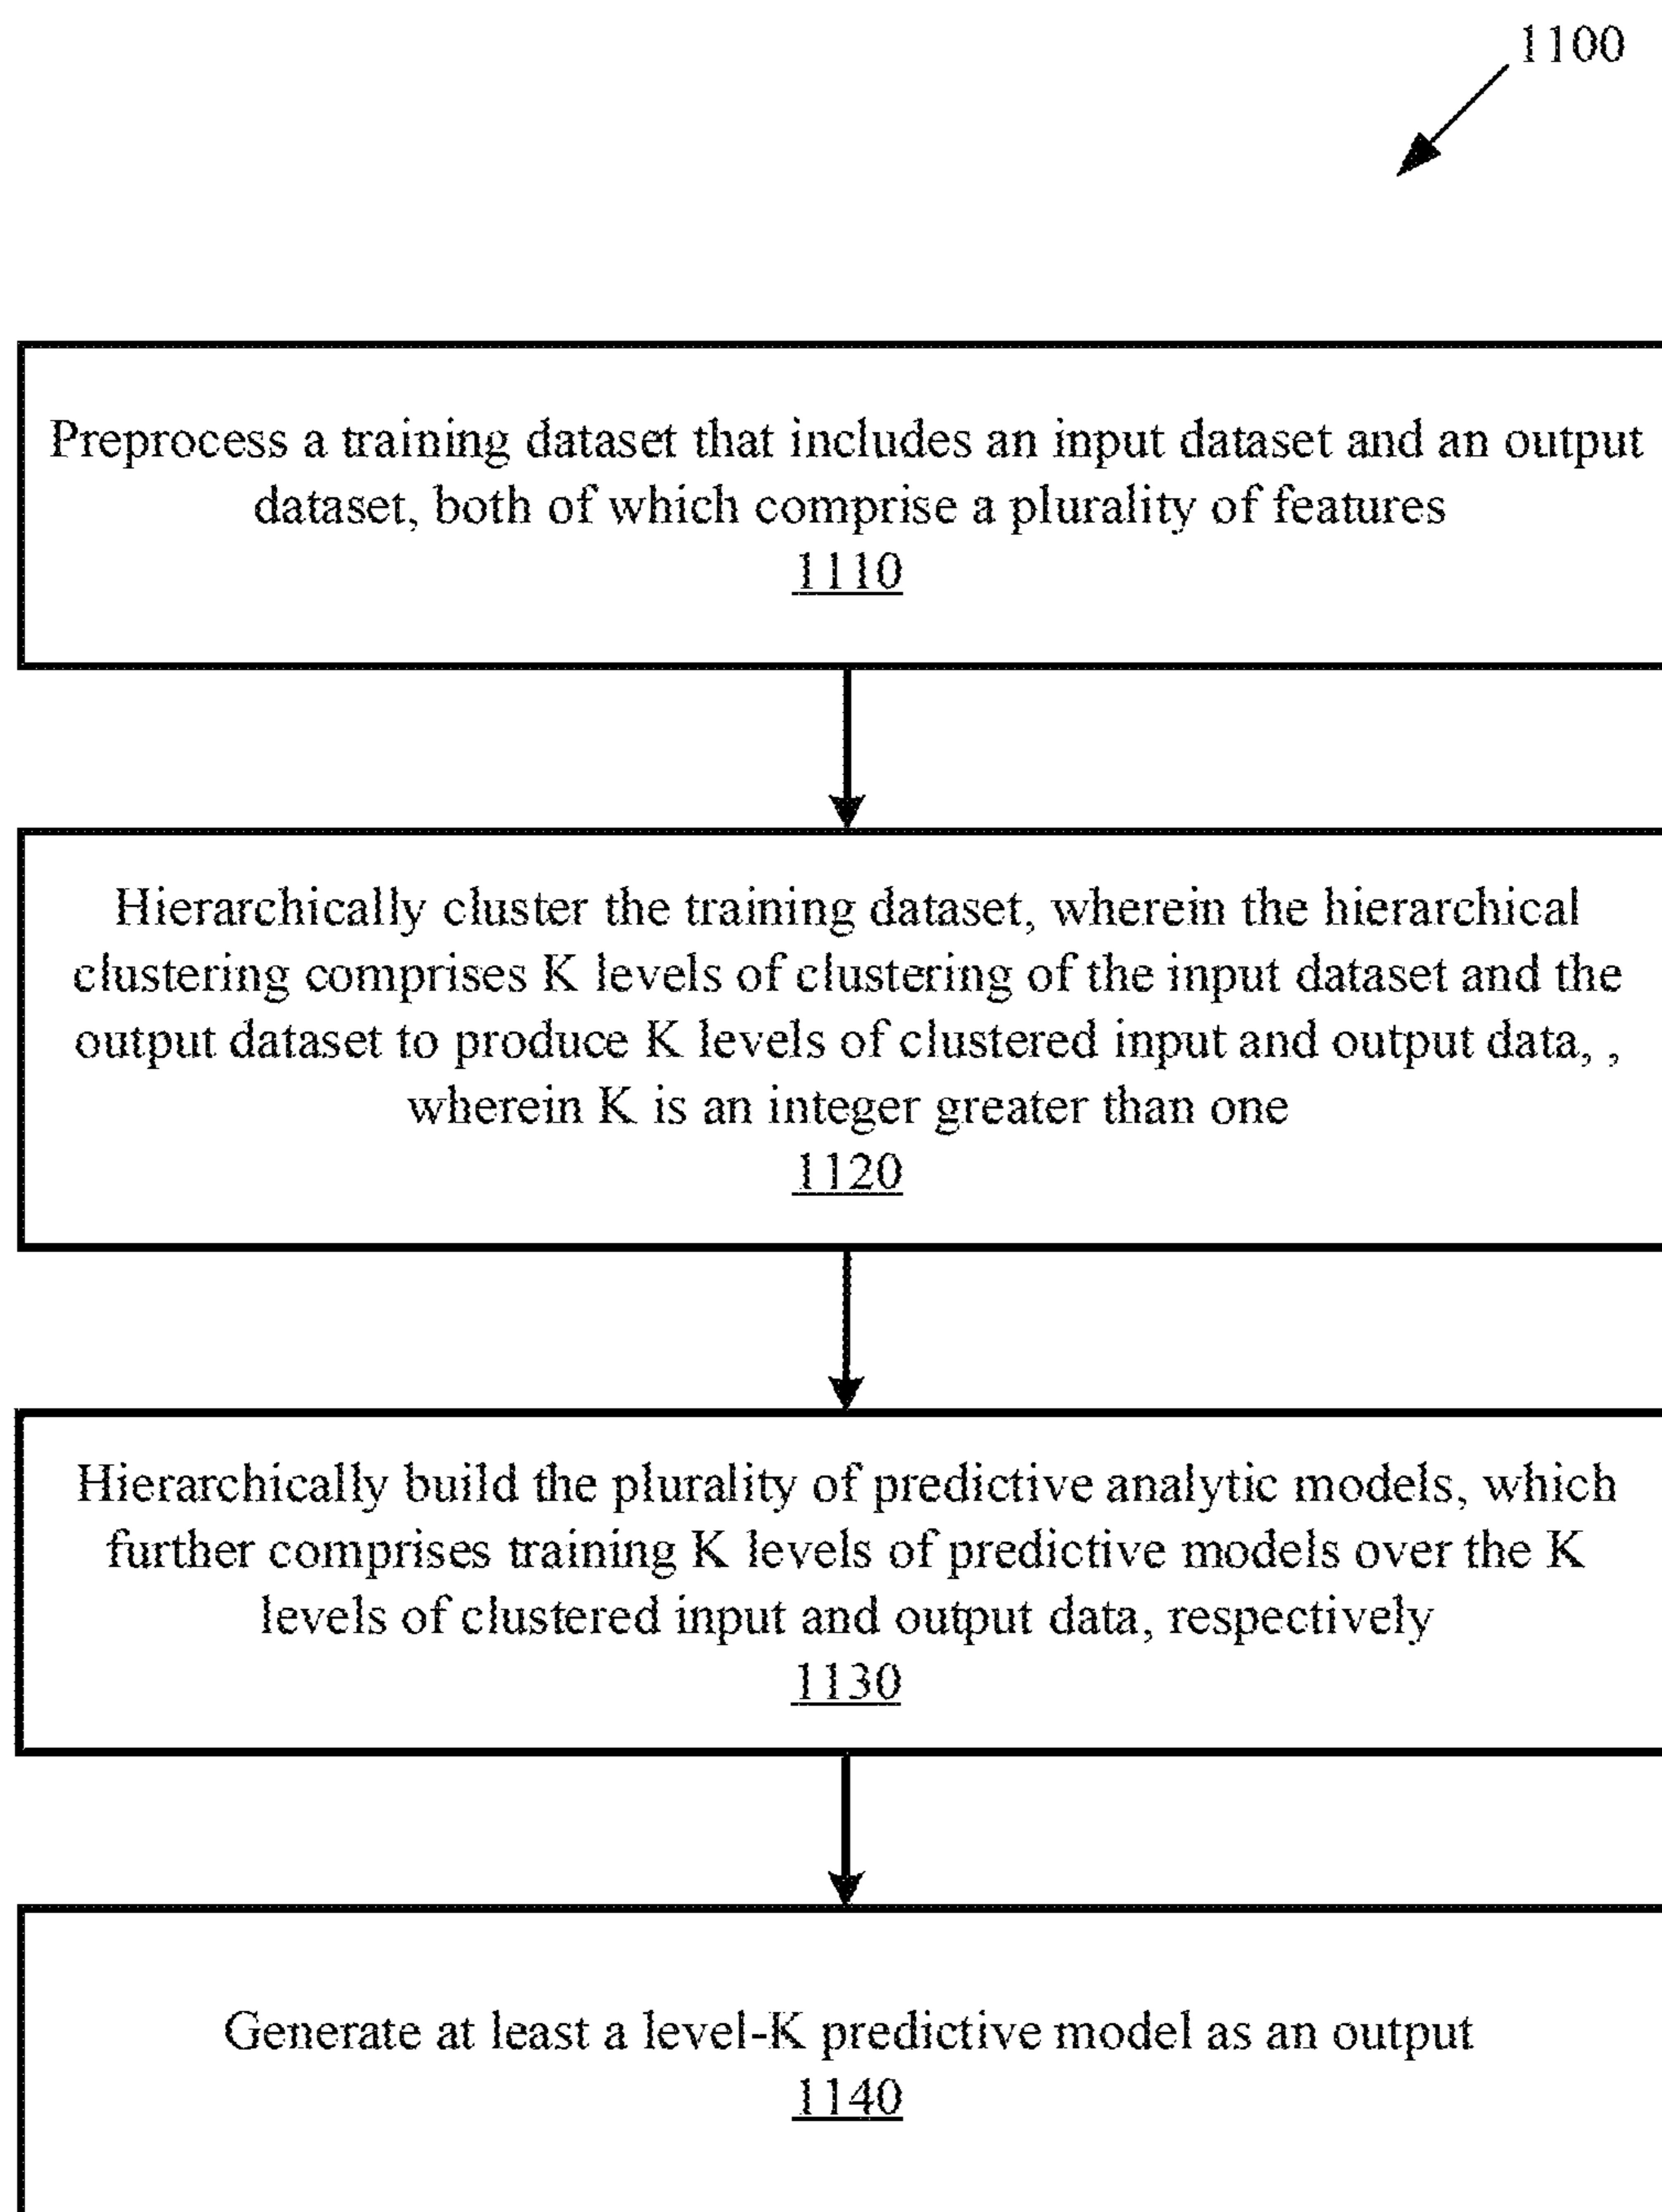 1100
Preprocess a training dataset that includes an input dataset and an output
dataset, both of which comprise a plurality of features
1110
Hierarchically cluster the training dataset, wherein the hierarchical
clustering comprises K levels of clustering of the input dataset and the
output dataset to produce K levels of clustered input and output data, ,
wherein K is an integer greater than one
1120
Hierarchically build the plurality of predictive analytic models, which
further comprises training K levels of predictive models over the K
levels of clustered input and output data, respectively
1130
Generate at least a level-K predictive model as an output
1140